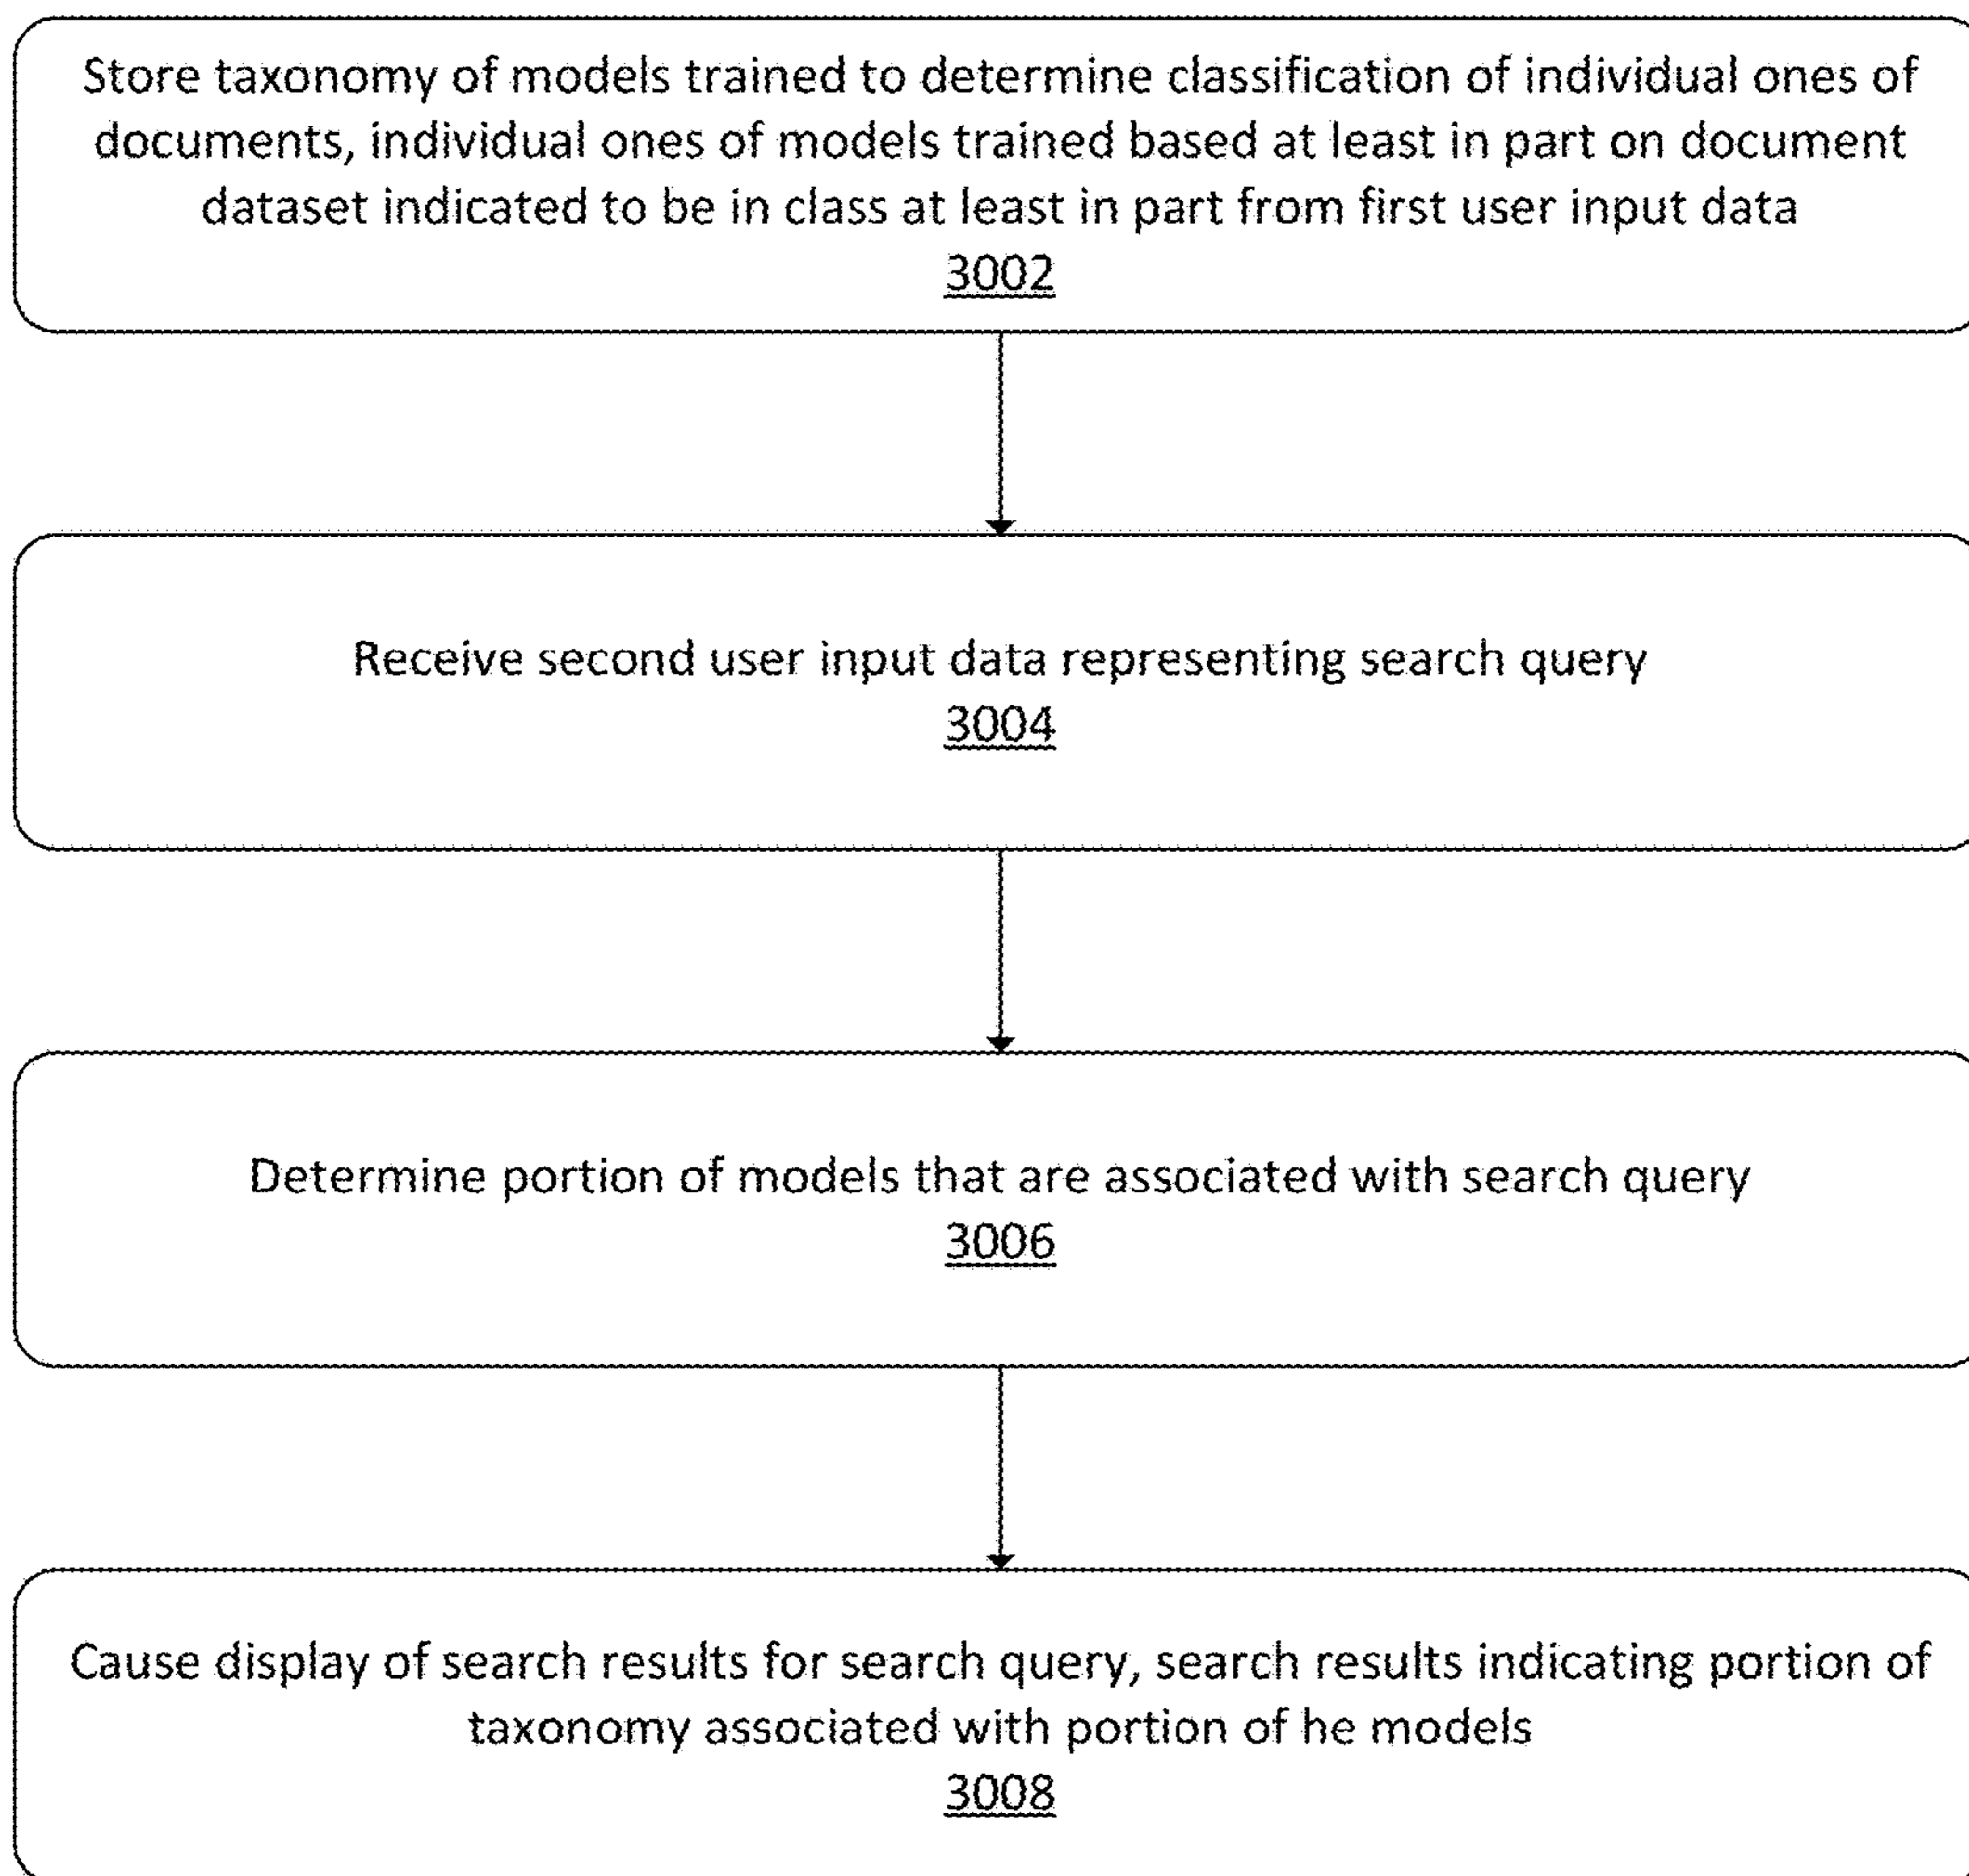 Store taxonomy of models trained to determine classification of individual ones of
documents, individual ones of models trained based at least in part on document
dataset indicated to be in class at least in part from first user input data
3002
Receive second user input data representing search query
3004
Determine portion of models that are associated with search query
3006
Cause display of search results for search query, search results indicating portion of
taxonomy associated with portion of he models
3008